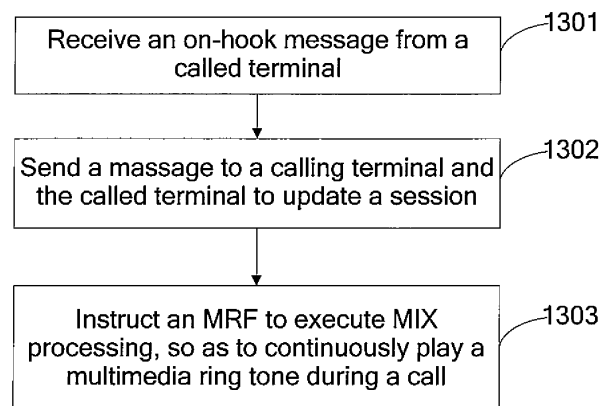 Receive an on-hook message from a
called terminal
1301
Send a massage to a calling terminal and
the called terminal to update a session
1302
Instruct an MRF to execute MIX
processing, so as to continuously play a
multimedia ring tone during a call
1303